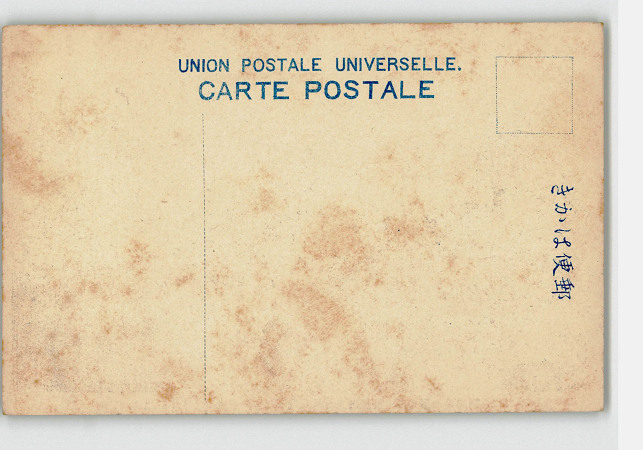 UNION POSTALE UNIVERSELLE.
CARTE POSTALE
郵便はかき